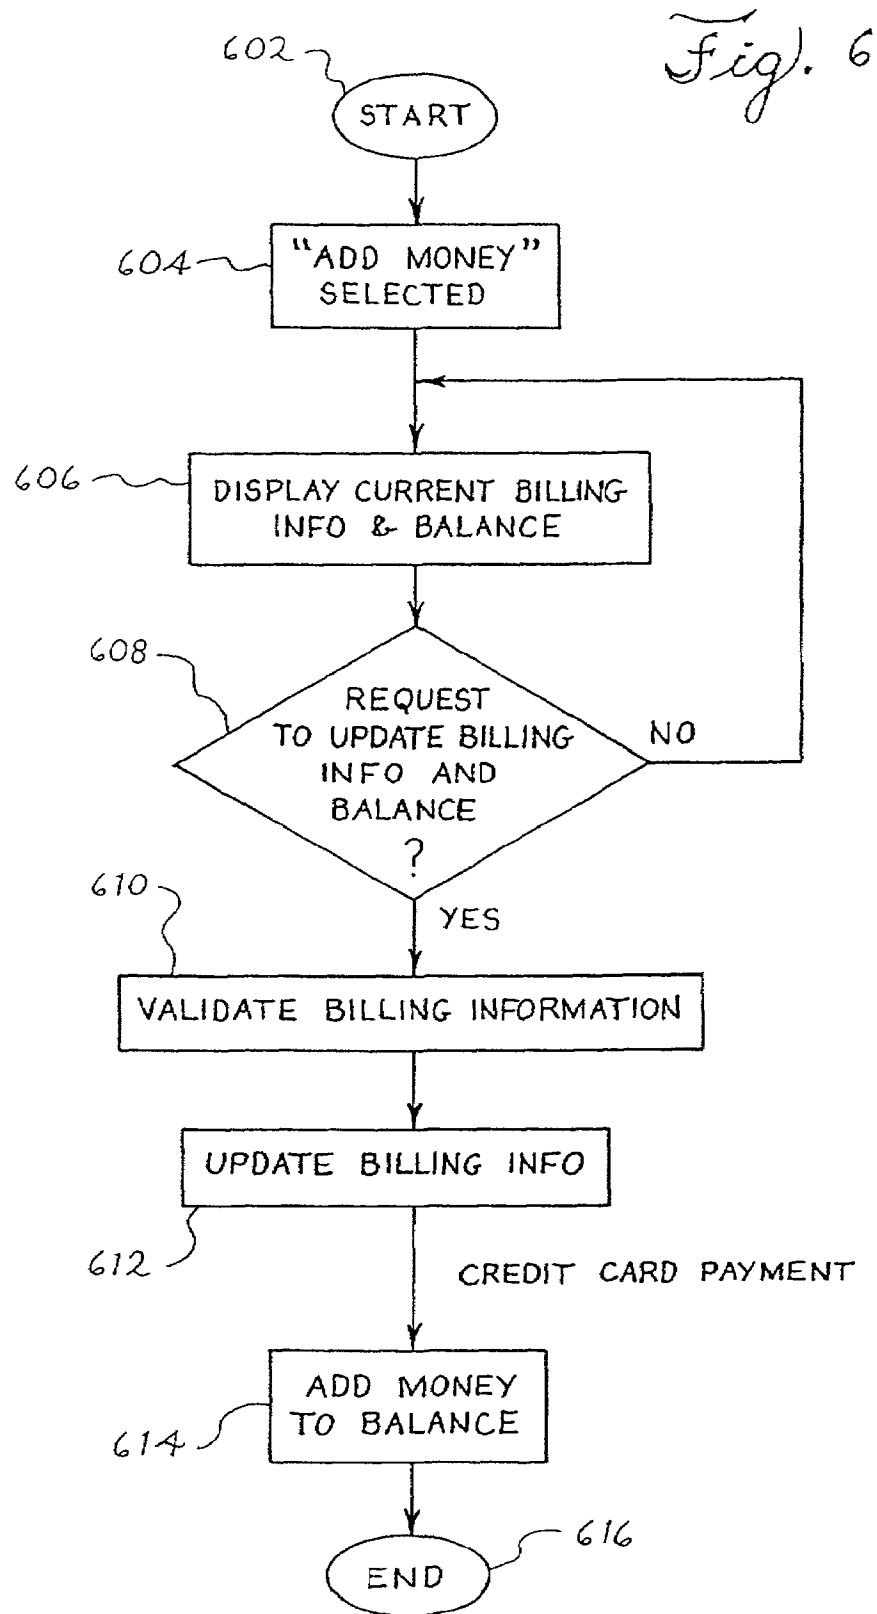 Fig. 6
602
START
604
"ADD MONEY"
SELECTED
606
DISPLAY CURRENT BILLING
INFO & BALANCE
608
REQUEST
TO UPDATE BILLING
INFO AND
BALANCE
?
NO
YES
610
VALIDATE BILLING INFORMATION
UPDATE BILLING INFO
612
CREDIT CARD PAYMENT
ADD MONEY
TO BALANCE
614
616
END